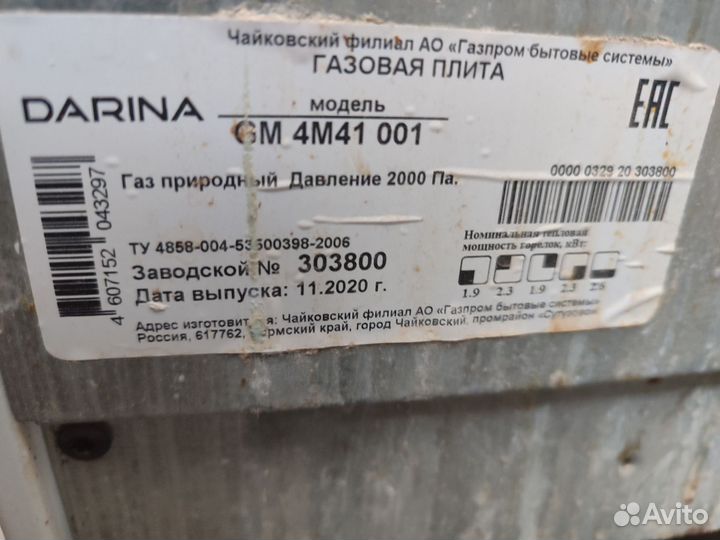 Чайковский филиал АО «Газпром бытовые системы»
ГАЗОВАЯ ПЛИТА
DARINA
модель
GM 4M41 001
EAC
Газ природный Давление 2000 Па.
0000 0329 20 303800
4 607152 043297
ТУ 4858-004-53500398-2006
Заводской № 303800
Дата выпуска: 11.2020 г.
Номинальная тепловая
мощность горелок, кВт:
1.9 2.3 1.9 2.3 2.6
Адрес изготовителя: Чайковский филиал АО «Газпром бытовые системы»
Россия, 617762, Пермский край, город Чайковский, промрайон
Avito